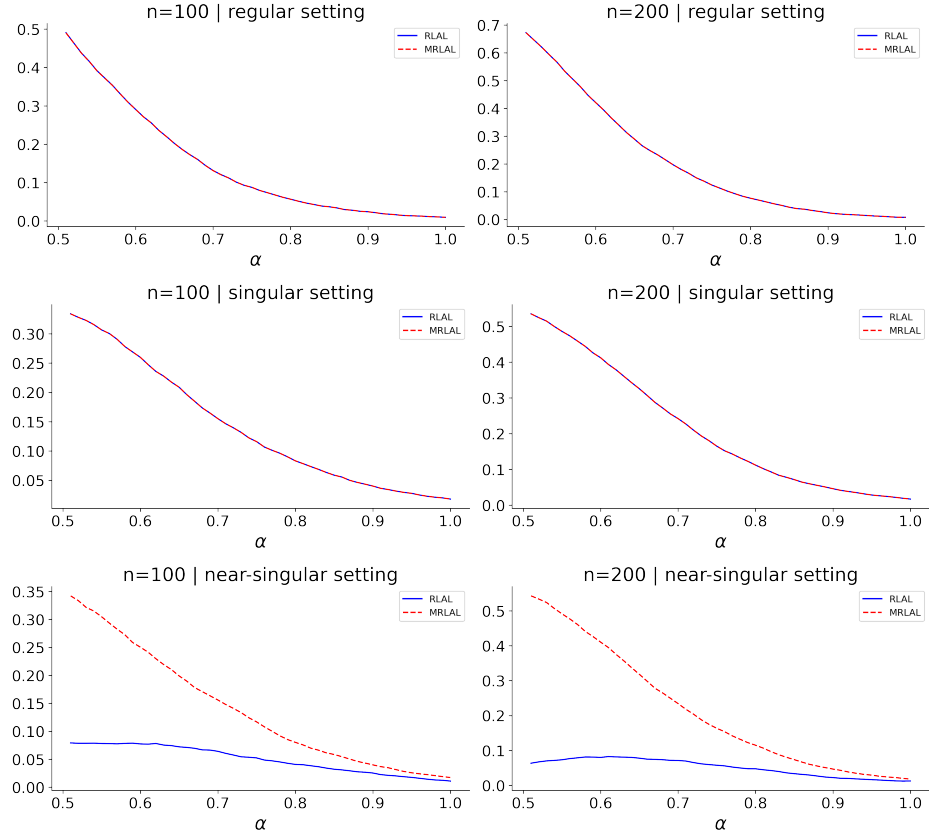 n=100 | regular setting
0.5
0.4
0.3
0.2
0.1
0.0
0.5 0.6 0.7 0.8 0.9 1.0
α
RLAL
MRLAL
n=200 | regular setting
0.7
0.6
0.5
0.4
0.3
0.2
0.1
0.0
0.5 0.6 0.7 0.8 0.9 1.0
α
RLAL
MRLAL
n=100 | singular setting
0.30
0.25
0.20
0.15
0.10
0.05
0.5 0.6 0.7 0.8 0.9 1.0
α
RLAL
MRLAL
n=200 | singular setting
0.5
0.4
0.3
0.2
0.1
0.0
0.5 0.6 0.7 0.8 0.9 1.0
α
RLAL
MRLAL
n=100 | near-singular setting
0.35
0.30
0.25
0.20
0.15
0.10
0.05
0.00
0.5 0.6 0.7 0.8 0.9 1.0
α
RLAL
MRLAL
n=200 | near-singular setting
0.5
0.4
0.3
0.2
0.1
0.0
0.5 0.6 0.7 0.8 0.9 1.0
α
RLAL
MRLAL